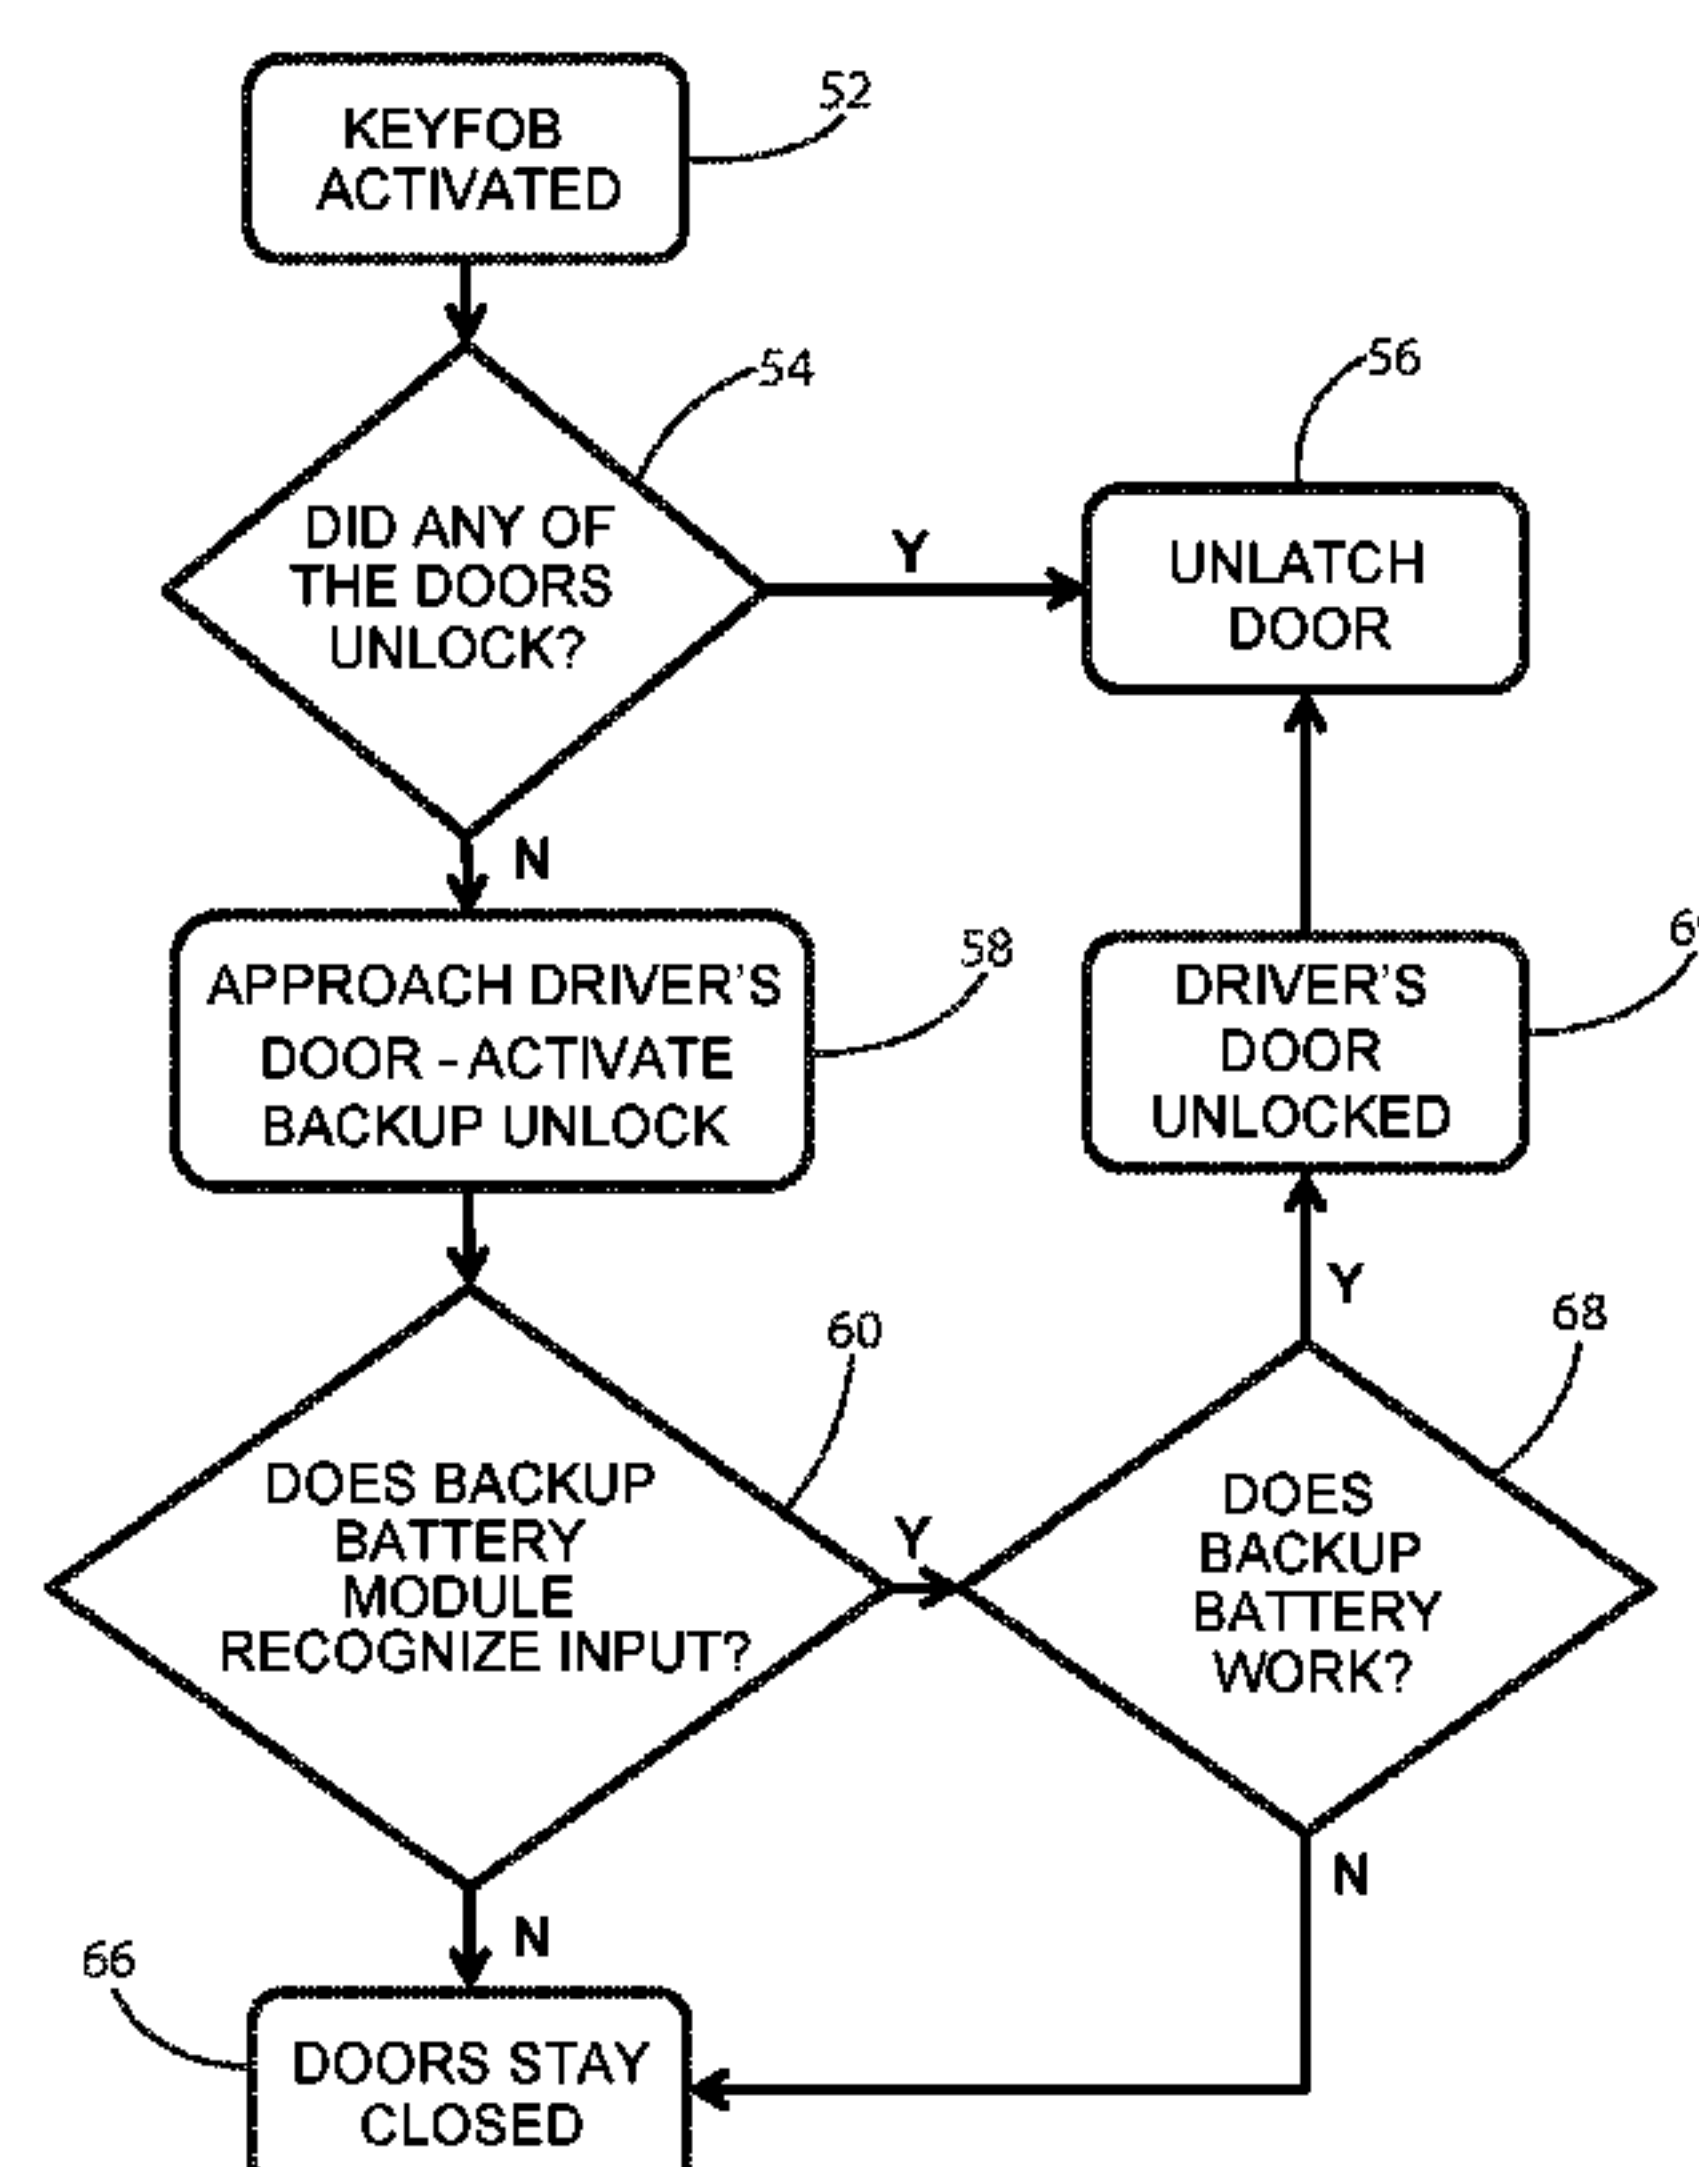 KEYFOB
ACTIVATED
52
DID ANY OF
THE DOORS
UNLOCK?
54
Y
56
UNLATCH
DOOR
N
APPROACH DRIVER'S
DOOR - ACTIVATE
BACKUP UNLOCK
58
DRIVER'S
DOOR
UNLOCKED
Y
DOES BACKUP
BATTERY
MODULE
RECOGNIZE INPUT?
60
Y
68
DOES
BACKUP
BATTERY
WORK?
N
N
66
DOORS STAY
CLOSED